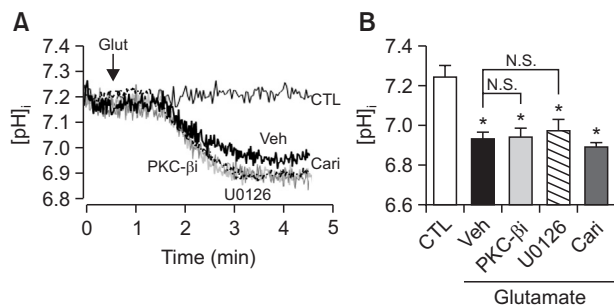 A
Glut
[pH]i
7.4
7.3
7.2
7.1
7.0
6.9
6.8
CTL
Veh
PKC-βi
Cari
U0126
0 1 2 3 4 5
Time (min)
B
[pH]i
7.4
7.2
7.0
6.8
6.6
N.S.
N.S.
* * * *
CTL Veh PKC-βi U0126 Cari
Glutamate